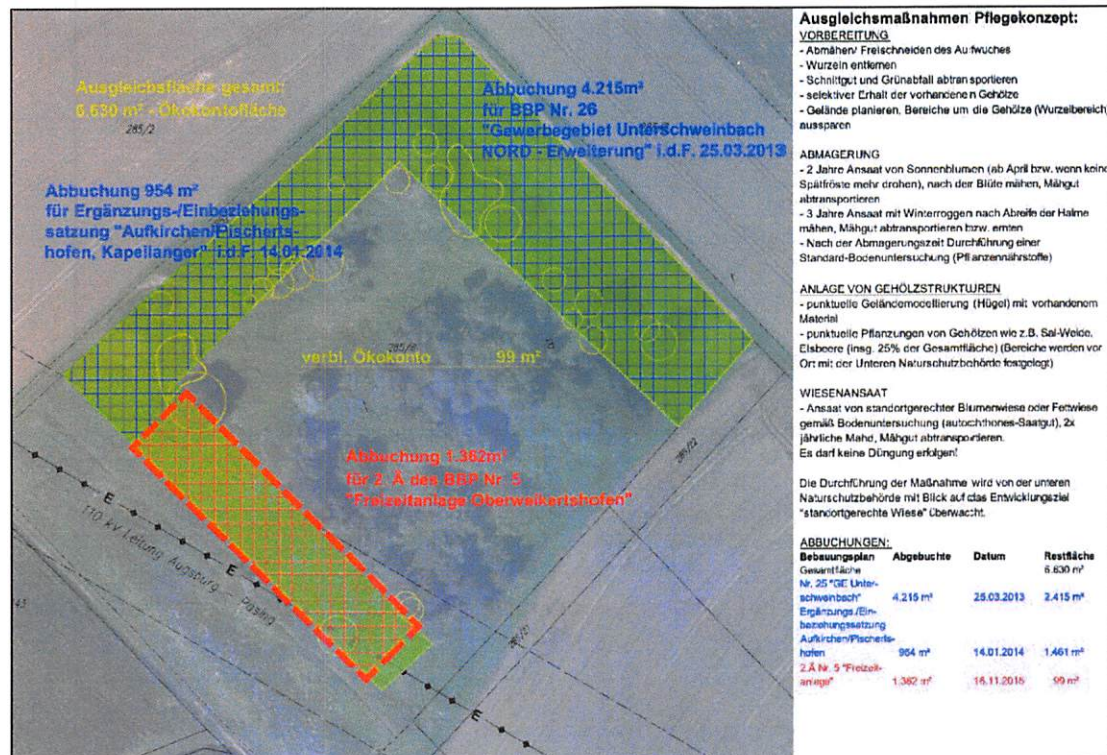 Ausgleichsfläche gesamt:
6.630 m² - Ökokontofläche
285/2
Abbuchung 4.215m²
für BBP Nr. 26
"Gewerbegebiet Unterschweinbach
NORD - Erweiterung" i.d.F. 25.03.2013
Abbuchung 954 m²
für Ergänzungs-/Einbeziehungs-
satzung "Aufkirchen/Pischerts-
hofen, Kapellanger" i.d.F. 14.01.2014
verbl. Ökokonto 99 m²
Abbuchung 1.362m²
für 2. Ä des BBP Nr. 5
"Freizeitanlage Oberweikertshofen"
E
110 kV Leitung Augsburg - Pasing
E
E
Ausgleichsmaßnahmen Pflegekonzept:
VORBEREITUNG
- Abmähen/ Freischneiden des Aufwuches
- Wurzeln entfernen
- Schnittgut und Grünabfall abtransportieren
- selektiver Erhalt der vorhandenen Gehölze
- Gelände planieren, Bereiche um die Gehölze (Wurzelbereich)
aussparen
ABMAGERUNG
- 2 Jahre Ansaat von Sonnenblumen (ab April bzw. wenn keine
Spätfröste mehr drohen), nach der Blüte mähen, Mähgut
abtransportieren
- 3 Jahre Ansaat mit Winterroggen nach Abreife der Halme
mähen, Mähgut abtransportieren bzw. ernten
- Nach der Abmagerungszeit Durchführung einer
Standard-Bodenuntersuchung (Pflanzennährstoffe)
ANLAGE VON GEHÖLZSTRUKTUREN
- punktuelle Geländemodellierung (Hügel) mit vorhandenem
Material
- punktuelle Pflanzungen von Gehölzen wie z.B. Sal-Weide,
Elsbeere (insg. 25% der Gesamtfläche) (Bereiche werden vor
Ort mit der Unteren Naturschutzbehörde festgelegt)
WIESENANSAAT
- Ansaat von standortgerechter Blumenwiese oder Fettwiese
gemäß Bodenuntersuchung (autochthones-Saatgut), 2x
jährliche Mahd, Mähgut abtransportieren.
Es darf keine Düngung erfolgen!
Die Durchführung der Maßnahme wird von der unteren
Naturschutzbehörde mit Blick auf das Entwicklungsziel
"standortgerechte Wiese" überwacht.
ABBUCHUNGEN:
Bebauungsplan Abgebuchte Datum Restfläche
Gesamtfläche 6.630 m²
Nr. 25 "GE Unter-
schweinbach" 4.215 m² 25.03.2013 2.415 m²
Ergänzungs-/Ein-
beziehungssatzung
Aufkirchen/Pischerts-
hofen 954 m² 14.01.2014 1.461 m²
2.Ä Nr. 5 "Freizeit-
anlage" 1.362 m² 99 m²